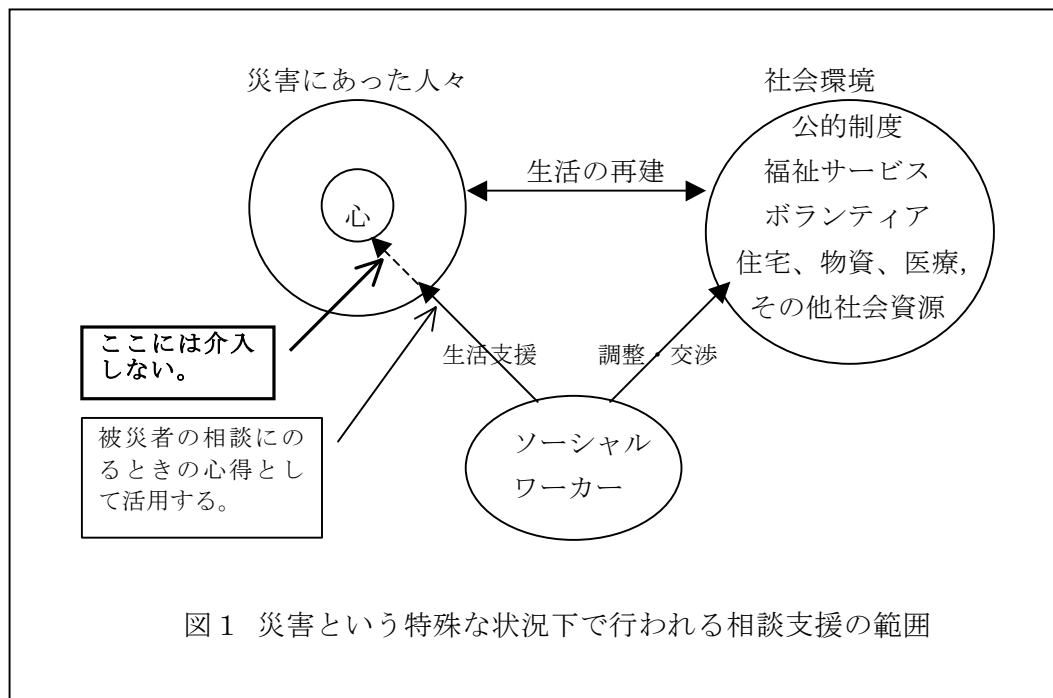 災害にあった人々
社会環境
公的制度
福祉サービス
ボランティア
住宅、物資、医療,
その他社会資源
生活の再建
心
ここには介入
しない。
生活支援
調整・交渉
被災者の相談にの
るときの心得とし
て活用する。
ソーシャル
ワーカー
図1 災害という特殊な状況下で行われる相談支援の範囲